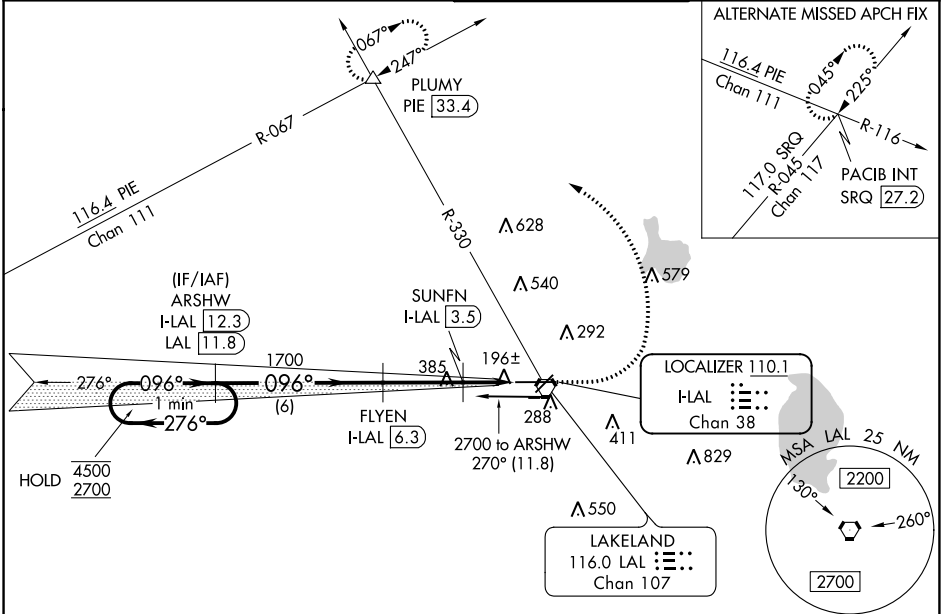 ALTERNATE MISSED APCH FIX
116.4 PIE
Chan 111
045°
225°
R-116
117.0 SRQ
R-045
Chan 117
PACIB INT
SRQ 27.2
067°
247°
PLUMY
PIE 33.4
R-067
116.4 PIE
Chan 111
R-330
628
540
579
292
(IF/IAF)
ARSHW
I-LAL 12.3
LAL 11.8
SUNFN
I-LAL 3.5
1700
385
196±
276°
096°
096°
1 min
(6)
276°
FLYEN
I-LAL 6.3
288
2700 to ARSHW
270° (11.8)
HOLD
4500
2700
LOCALIZER 110.1
I-LAL
Chan 38
411
829
550
LAKELAND
116.0 LAL
Chan 107
MSA LAL 25 NM
130°
2200
260°
2700